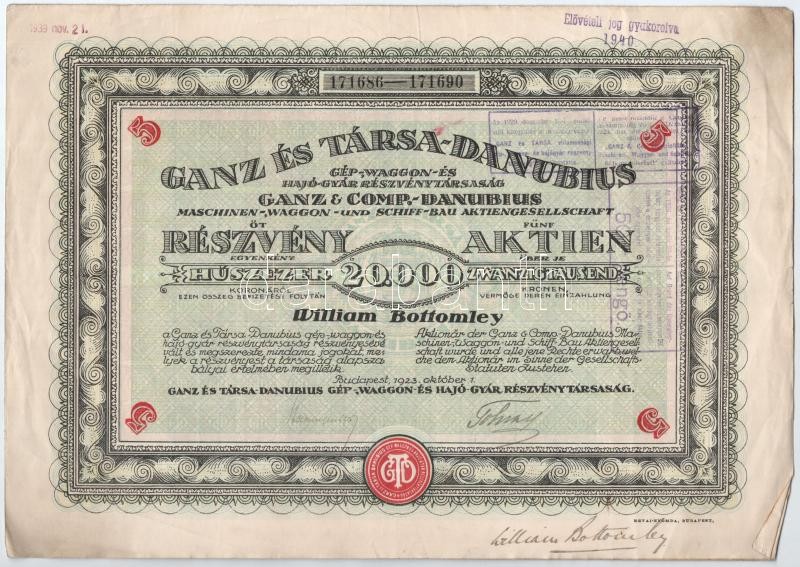 1939 nov. 21.
Elővételi jog gyakorolva
1940
171686—171690
5
5
GANZ ÉS TÁRSA-DANUBIUS
GÉP-, WAGGON- ÉS
HAJÓ-GYÁR RÉSZVÉNYTÁRSASÁG
GANZ & COMP.-DANUBIUS
MASCHINEN-, WAGGON- UND SCHIFF-BAU AKTIENGESELLSCHAFT
ÖT
FÜNF
RÉSZVÉNY
AKTIEN
EGYENKÉNT
ÜBER JE
HÚSZEZER 20,000 ZWANZIGTAUSEND
KORONÁRÓL
KRONEN,
EZEN ÖSSZEG BEFIZETÉSE FOLYTÁN
VERMÖGE DEREN EINZAHLUNG
William Bottomley
a Ganz és Társa-Danubius gép-, waggon- és
hajó-gyár részvénytársaság részvényesévé
vált és megszerezte mindama jogokat, me-
lyek a részvényest a társaság alapsza-
bályai értelmében megilletik.
Aktionär der Ganz & Comp. Danubius Ma-
schinen-, Waggon- und Schiff-Bau Aktiengesell-
schaft wurde und alle jene Rechte erwarb, wel-
che dem Aktionär im Sinne der Gesellschafts-
Statuten zustehen.
Budapest, 1923. október 1.
GANZ ÉS TÁRSA-DANUBIUS GÉP-, WAGGON- ÉS HAJÓ-GYÁR RÉSZVÉNYTÁRSASÁG.
5
5
RÉVAI-NYOMDA, BUDAPEST.
William Bottomley